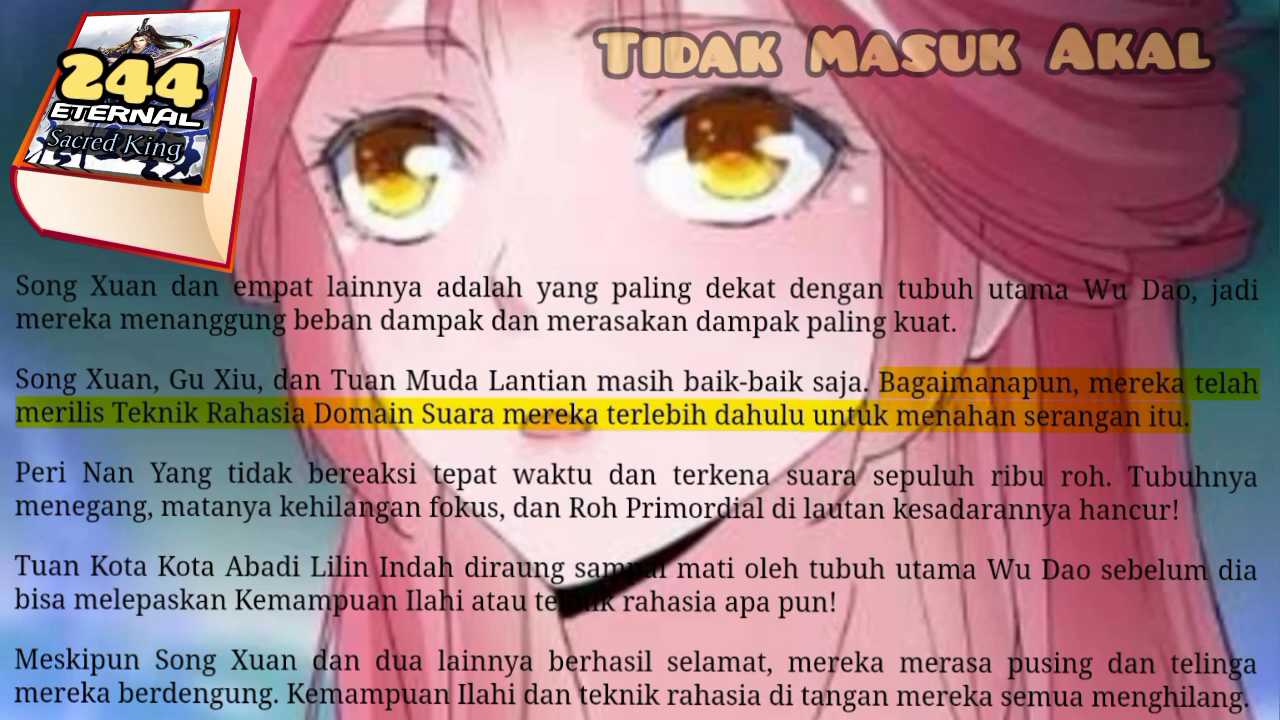 244
ETERNAL
Sacred King
Tidak Masuk Akal
Song Xuan dan empat lainnya adalah yang paling dekat dengan tubuh utama Wu Dao, jadi
mereka menanggung beban dampak dan merasakan dampak paling kuat.
Song Xuan, Gu Xiu, dan Tuan Muda Lantian masih baik-baik saja. Bagaimanapun, mereka telah
merilis Teknik Rahasia Domain Suara mereka terlebih dahulu untuk menahan serangan itu.
Peri Nan Yang tidak bereaksi tepat waktu dan terkena suara sepuluh ribu roh. Tubuhnya
menegang, matanya kehilangan fokus, dan Roh Primordial di lautan kesadarannya hancur!
Tuan Kota Kota Abadi Lilin Indah diraung sampai mati oleh tubuh utama Wu Dao sebelum dia
bisa melepaskan Kemampuan Ilahi atau teknik rahasia apa pun!
Meskipun Song Xuan dan dua lainnya berhasil selamat, mereka merasa pusing dan telinga
mereka berdengung. Kemampuan Ilahi dan teknik rahasia di tangan mereka semua menghilang.